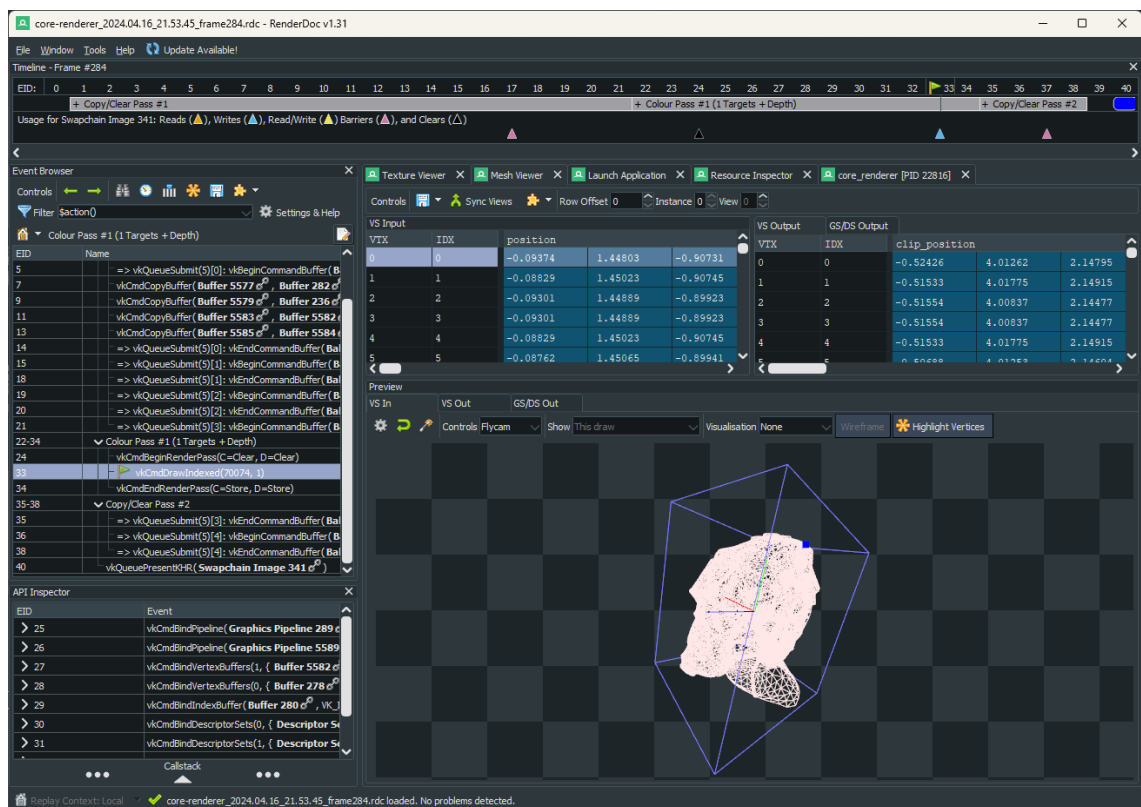 core-renderer_2024.04.16_21.53.45_frame284.rdc - RenderDoc v1.31
File Window Tools Help Update Available!
Timeline - Frame #284
EID: 0 1 2 3 4 5 6 7 8 9 10 11 12 13 14 15 16 17 18 19 20 21 22 23 24 25 26 27 28 29 30 31 32 33 34 35 36 37 38 39 40
+ Copy/Clear Pass #1 + Colour Pass #1 (1 Targets + Depth) + Copy/Clear Pass #2
Usage for Swapchain Image 341: Reads (▲), Writes (▲), Read/Write (▲) Barriers (▲), and Clears (△)
Event Browser
Controls
Filter $action() Settings & Help
Colour Pass #1 (1 Targets + Depth)
EID Name
5 => vkQueueSubmit(5)[0]: vkBeginCommandBuffer( B
7 vkCmdCopyBuffer( Buffer 5577 , Buffer 282
9 vkCmdCopyBuffer( Buffer 5579 , Buffer 236
11 vkCmdCopyBuffer( Buffer 5583 , Buffer 5582
13 vkCmdCopyBuffer( Buffer 5585 , Buffer 5584
14 => vkQueueSubmit(5)[0]: vkEndCommandBuffer( Bal
15 => vkQueueSubmit(5)[1]: vkBeginCommandBuffer( B
18 => vkQueueSubmit(5)[1]: vkEndCommandBuffer( Bal
19 => vkQueueSubmit(5)[2]: vkBeginCommandBuffer( B
20 => vkQueueSubmit(5)[2]: vkEndCommandBuffer( Bal
21 => vkQueueSubmit(5)[3]: vkBeginCommandBuffer( B
22-34 Colour Pass #1 (1 Targets + Depth)
24 vkCmdBeginRenderPass(C=Clear, D=Clear)
33 vkCmdDrawIndexed(70074, 1)
34 vkCmdEndRenderPass(C=Store, D=Store)
35-38 Copy/Clear Pass #2
35 => vkQueueSubmit(5)[3]: vkEndCommandBuffer( Bal
36 => vkQueueSubmit(5)[4]: vkBeginCommandBuffer( B
38 => vkQueueSubmit(5)[4]: vkEndCommandBuffer( Bal
40 vkQueuePresentKHR( Swapchain Image 341 )
API Inspector
EID Event
25 vkCmdBindPipeline( Graphics Pipeline 289
26 vkCmdBindPipeline( Graphics Pipeline 5589
27 vkCmdBindVertexBuffers(1, { Buffer 5582
28 vkCmdBindVertexBuffers(0, { Buffer 278
29 vkCmdBindIndexBuffer( Buffer 280 , VK_I
30 vkCmdBindDescriptorSets(0, { Descriptor Se
31 vkCmdBindDescriptorSets(1, { Descriptor Se
Callstack
Texture Viewer Mesh Viewer Launch Application Resource Inspector core_renderer [PID 22816]
Controls Sync Views Row Offset 0 Instance 0 View 0
VS Input
VTX IDX position
0 0 -0.09374 1.44803 -0.90731
1 1 -0.08829 1.45023 -0.90745
2 2 -0.09301 1.44889 -0.89923
3 3 -0.09301 1.44889 -0.89923
4 4 -0.08829 1.45023 -0.90745
5 5 -0.08762 1.45065 -0.89941
VS Output GS/DS Output
VTX IDX clip_position
0 0 -0.52426 4.01262 2.14795
1 1 -0.51533 4.01775 2.14915
2 2 -0.51554 4.00837 2.14477
3 3 -0.51554 4.00837 2.14477
4 4 -0.51533 4.01775 2.14915
Preview
VS In VS Out GS/DS Out
Controls Flycam Show This draw Visualisation None Wireframe Highlight Vertices
Replay Context: Local core-renderer_2024.04.16_21.53.45_frame284.rdc loaded. No problems detected.